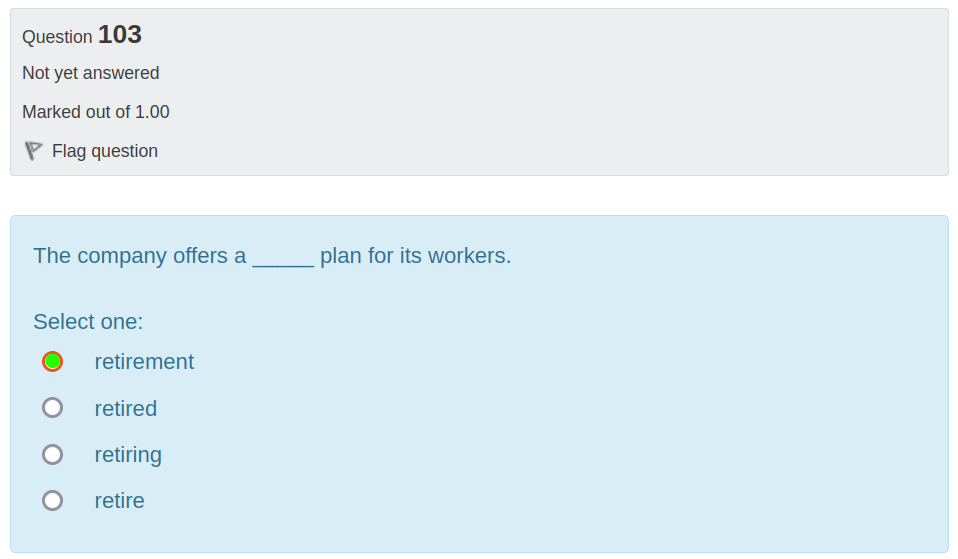 Question 103
Not yet answered
Marked out of 1.00
Flag question
The company offers a _____ plan for its workers.
Select one:
retirement
retired
retiring
retire